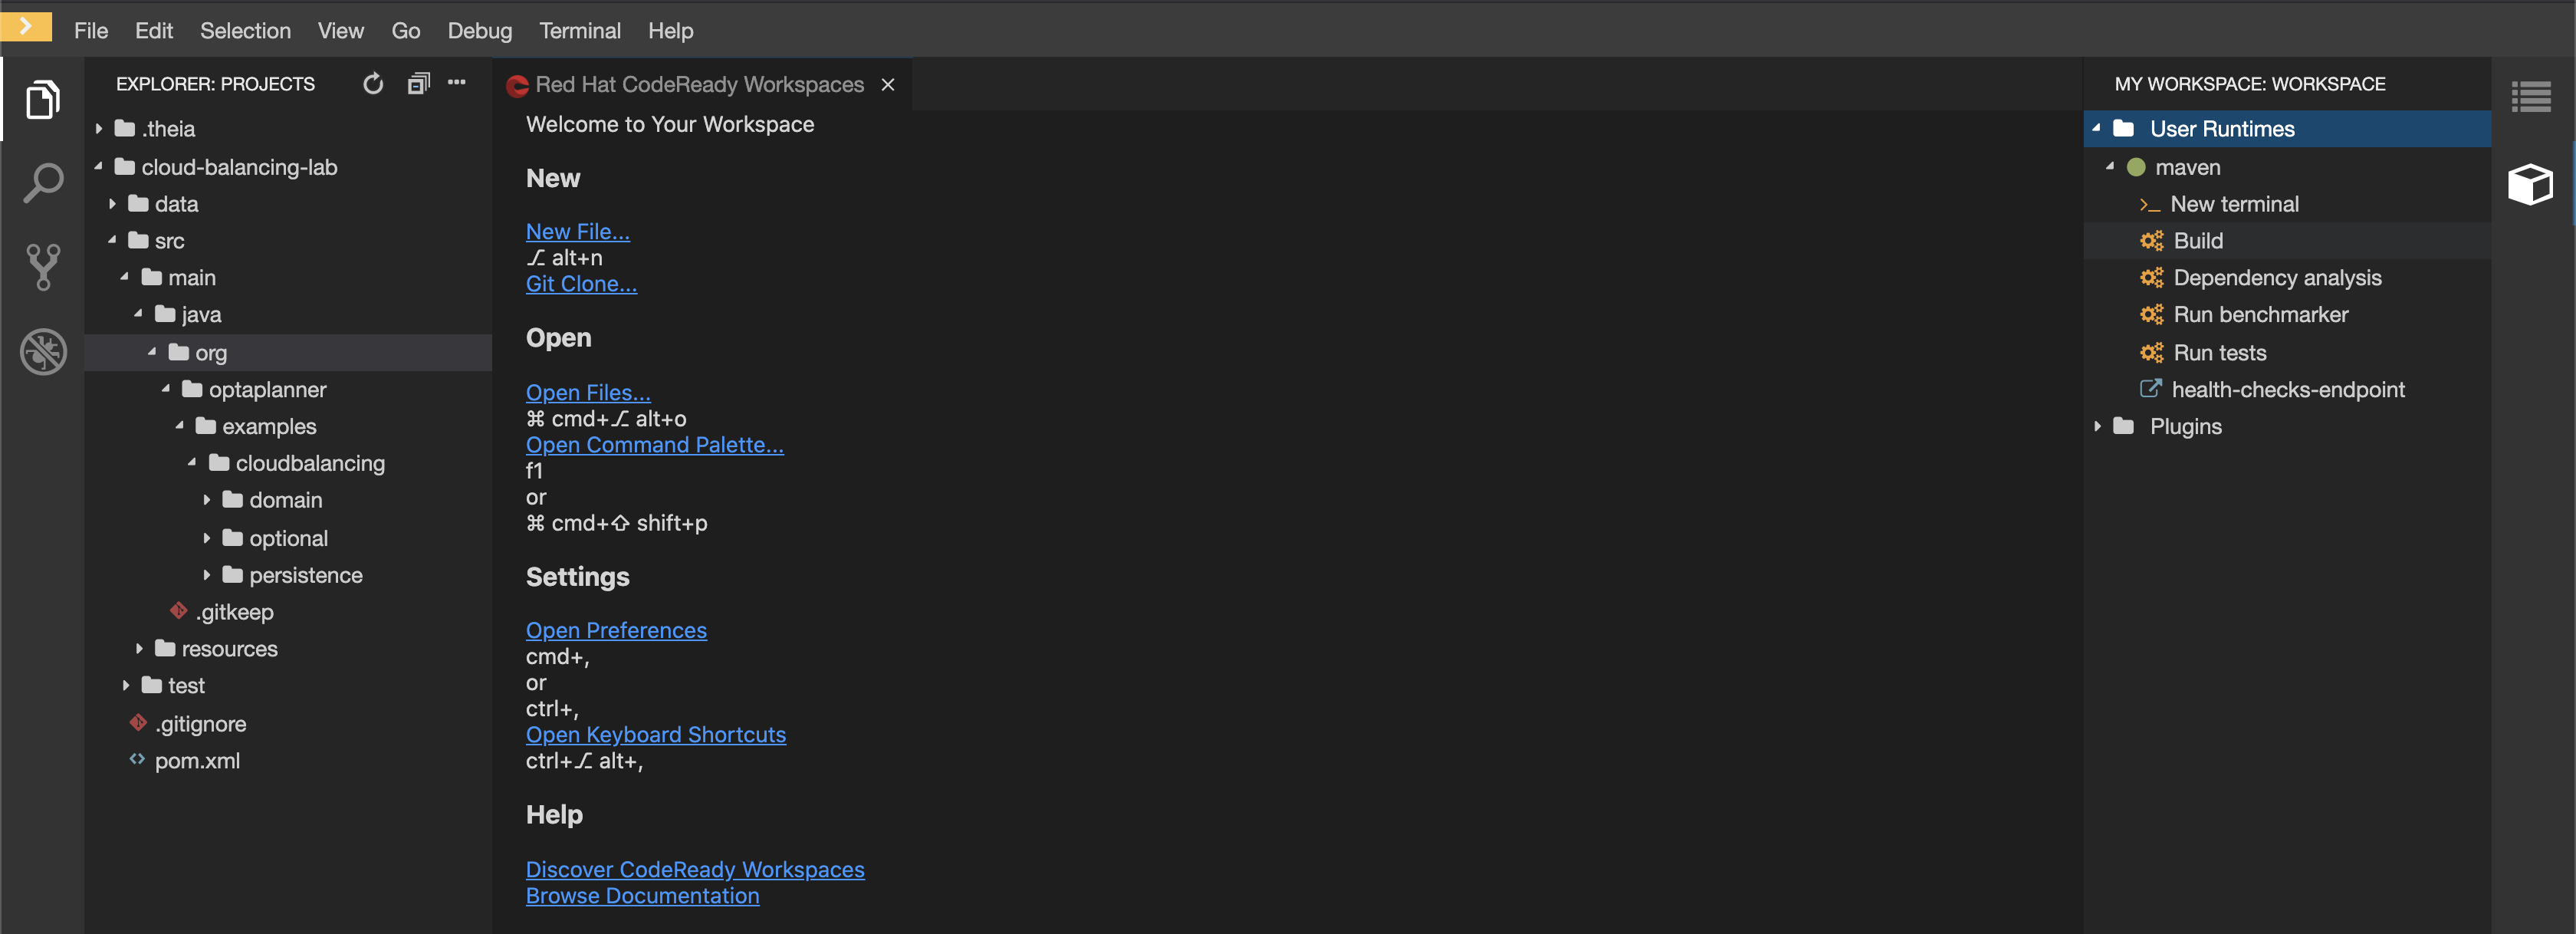 File Edit Selection View Go Debug Terminal Help
EXPLORER: PROJECTS
.theia
cloud-balancing-lab
data
src
main
java
org
optaplanner
examples
cloudbalancing
domain
optional
persistence
.gitkeep
resources
test
.gitignore
pom.xml
Red Hat CodeReady Workspaces
Welcome to Your Workspace
New
New File...
⌥ alt+n
Git Clone...
Open
Open Files...
⌘ cmd+⌥ alt+o
Open Command Palette...
f1
or
⌘ cmd+⇧ shift+p
Settings
Open Preferences
cmd+,
or
ctrl+,
Open Keyboard Shortcuts
ctrl+⌥ alt+,
Help
Discover CodeReady Workspaces
Browse Documentation
MY WORKSPACE: WORKSPACE
User Runtimes
maven
New terminal
Build
Dependency analysis
Run benchmarker
Run tests
health-checks-endpoint
Plugins